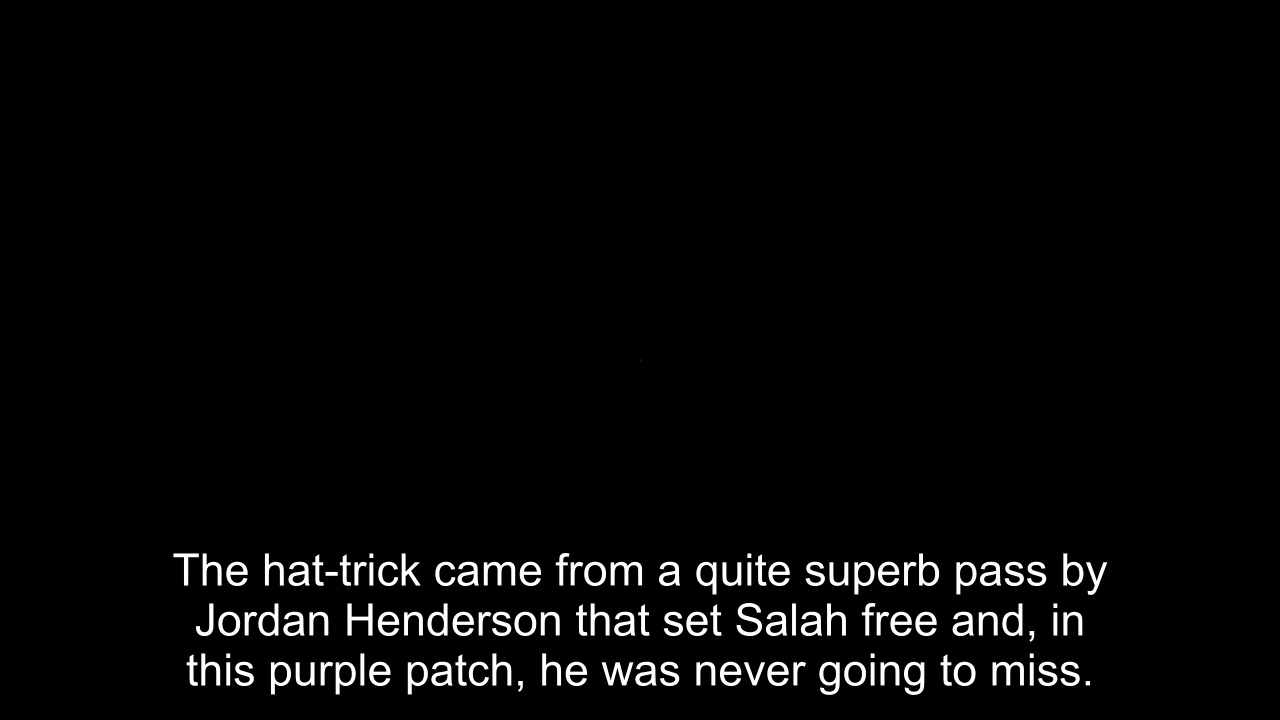 The hat-trick came from a quite superb pass by
Jordan Henderson that set Salah free and, in
this purple patch, he was never going to miss.